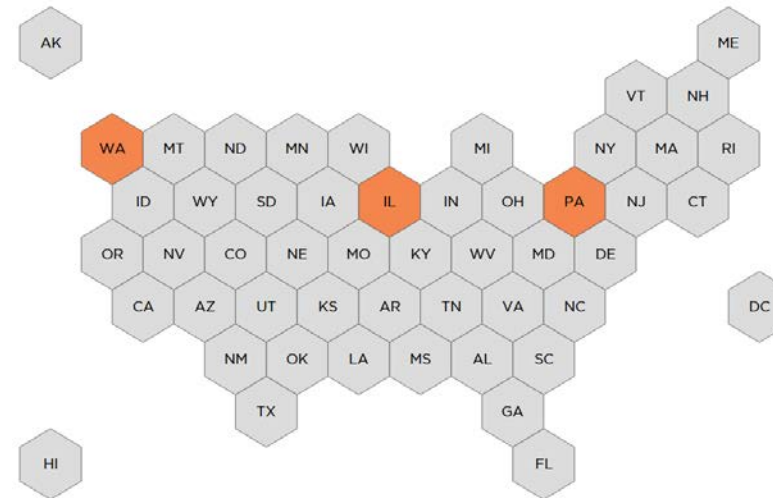 AK ME
VT NH
WA MT ND MN WI MI NY MA RI
ID WY SD IA IL IN OH PA NJ CT
OR NV CO NE MO KY WV MD DE
CA AZ UT KS AR TN VA NC DC
NM OK LA MS AL SC
TX GA
HI FL